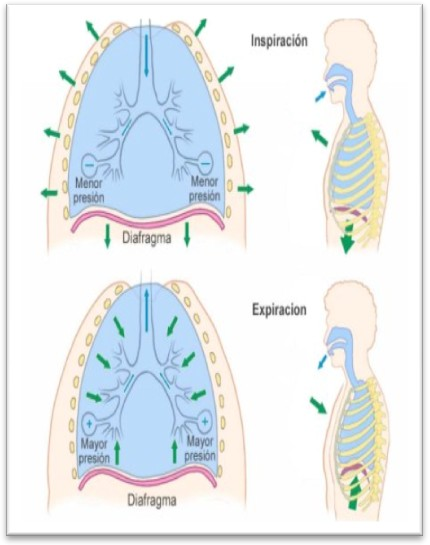 Inspiración
Menor
presión
Menor
presión
Diafragma
Expiracion
Mayor
presión
Mayor
presión
Diafragma